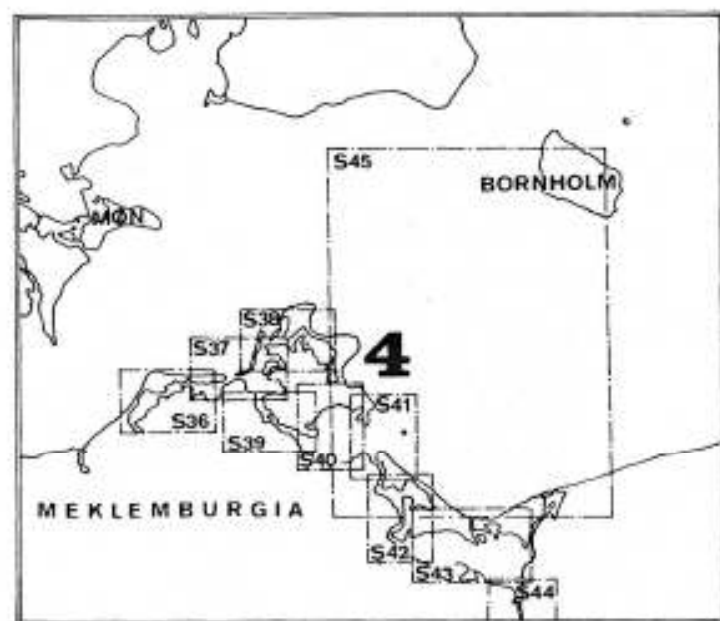 S45
BORNHOLM
MØN
S38
S37
4
S36
S41
S39
S40
MEKLEMBURGIA
S42
S43
S44